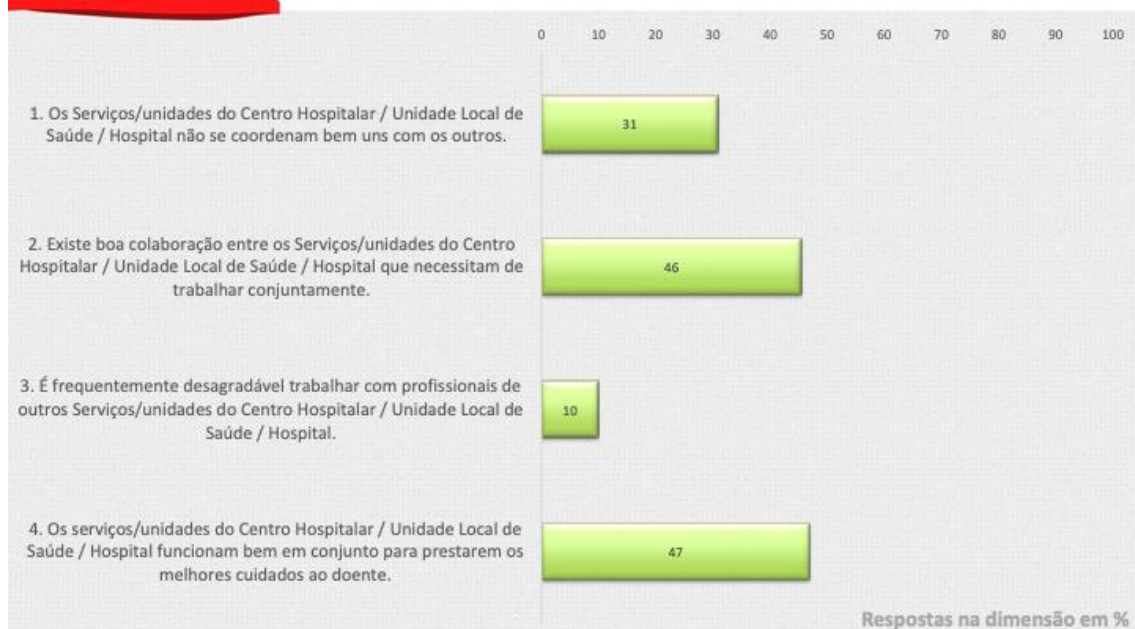 0 10 20 30 40 50 60 70 80 90 100
1. Os Serviços/unidades do Centro Hospitalar / Unidade Local de
Saúde / Hospital não se coordenam bem uns com os outros.
31
2. Existe boa colaboração entre os Serviços/unidades do Centro
Hospitalar / Unidade Local de Saúde / Hospital que necessitam de
trabalhar conjuntamente.
46
3. É frequentemente desagradável trabalhar com profissionais de
outros Serviços/unidades do Centro Hospitalar / Unidade Local de
Saúde / Hospital.
10
4. Os serviços/unidades do Centro Hospitalar / Unidade Local de
Saúde / Hospital funcionam bem em conjunto para prestarem os
melhores cuidados ao doente.
47
Respostas na dimensão em %